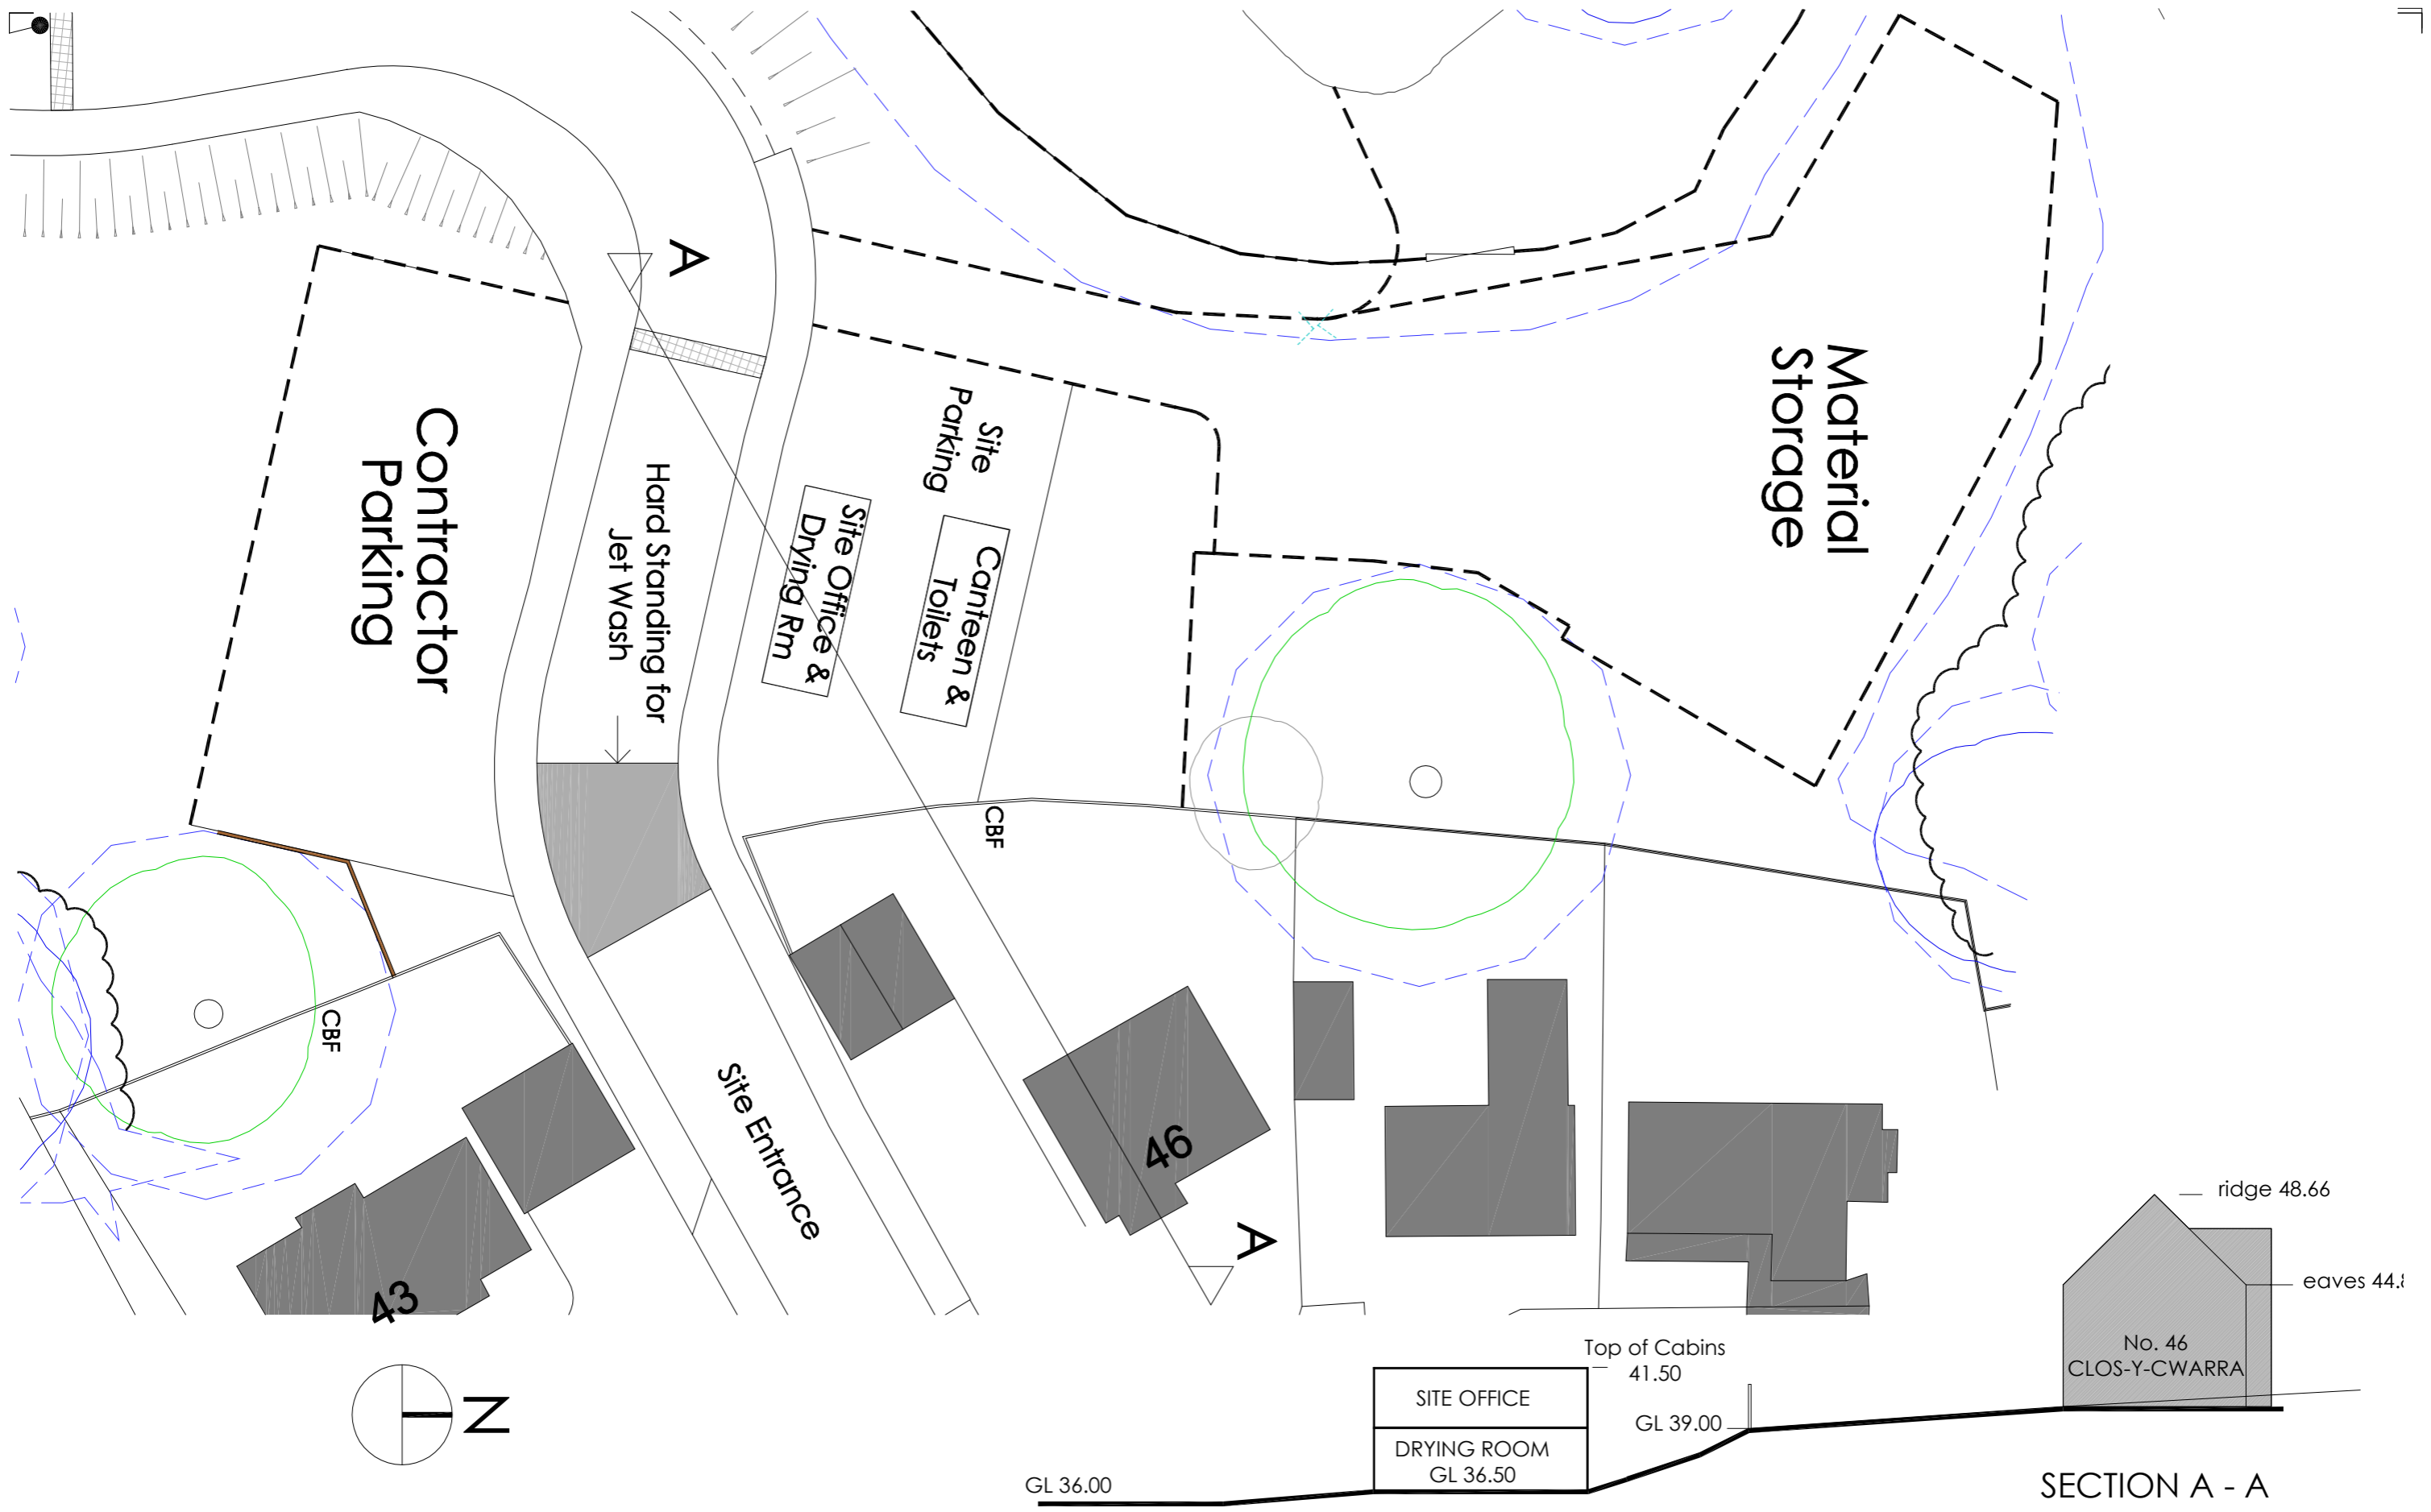 A
Contractor
Parking
Hard Standing for
Jet Wash
Site
Parking
Site Office &
Drying Rm
Canteen &
Toilets
Material
Storage
CBF
CBF
Site Entrance
46
43
A
N
ridge 48.66
eaves 44.8
No. 46
CLOS-Y-CWARRA
Top of Cabins
41.50
SITE OFFICE
GL 39.00
DRYING ROOM
GL 36.50
GL 36.00
SECTION A - A